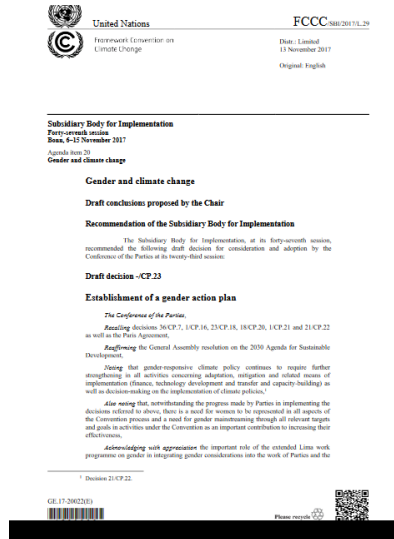 United Nations
FCCC/SBI/2017/L.29
Framework Convention on
Climate Change
Distr.: Limited
13 November 2017
Original: English
Subsidiary Body for Implementation
Forty-seventh session
Bonn, 6–15 November 2017
Agenda item 20
Gender and climate change
Gender and climate change
Draft conclusions proposed by the Chair
Recommendation of the Subsidiary Body for Implementation
The Subsidiary Body for Implementation, at its forty-seventh session,
recommended the following draft decision for consideration and adoption by the
Conference of the Parties at its twenty-third session:
Draft decision -/CP.23
Establishment of a gender action plan
The Conference of the Parties,
Recalling decisions 36/CP.7, 1/CP.16, 23/CP.18, 18/CP.20, 1/CP.21 and 21/CP.22
as well as the Paris Agreement,
Reaffirming the General Assembly resolution on the 2030 Agenda for Sustainable
Development,
Noting that gender-responsive climate policy continues to require further
strengthening in all activities concerning adaptation, mitigation and related means of
implementation (finance, technology development and transfer and capacity-building) as
well as decision-making on the implementation of climate policies,¹
Also noting that, notwithstanding the progress made by Parties in implementing the
decisions referred to above, there is a need for women to be represented in all aspects of
the Convention process and a need for gender mainstreaming through all relevant targets
and goals in activities under the Convention as an important contribution to increasing their
effectiveness,
Acknowledging with appreciation the important role of the extended Lima work
programme on gender in integrating gender considerations into the work of Parties and the
¹ Decision 21/CP.22.
GE.17-20022(E)
Please recycle